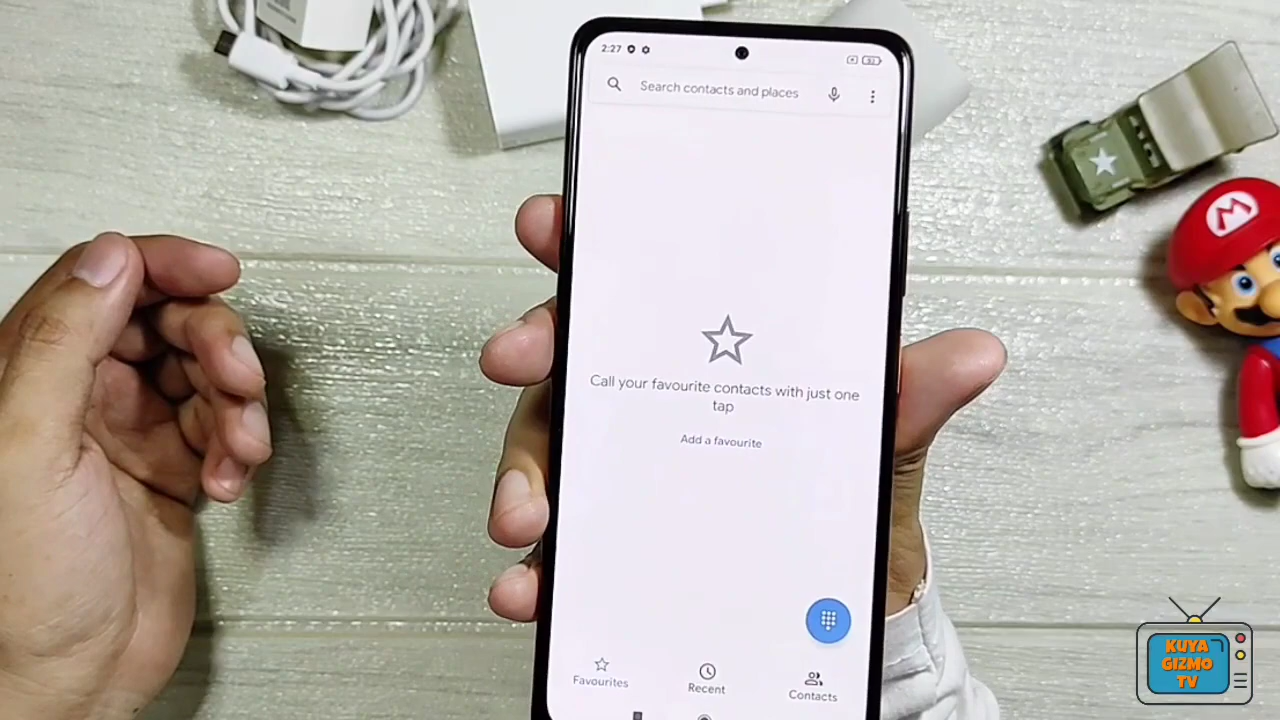 2:27
Search contacts and places
Call your favourite contacts with just one
tap
Add a favourite
Favourites
Recent
Contacts
M
KUYA
GIZMO
TV